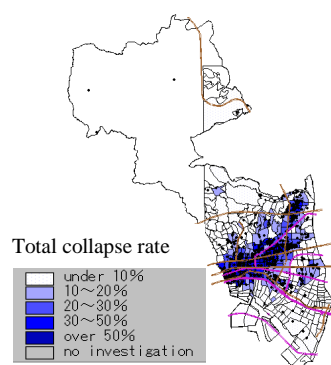 Total collapse rate
under 10%
10～20%
20～30%
30～50%
over 50%
no investigation